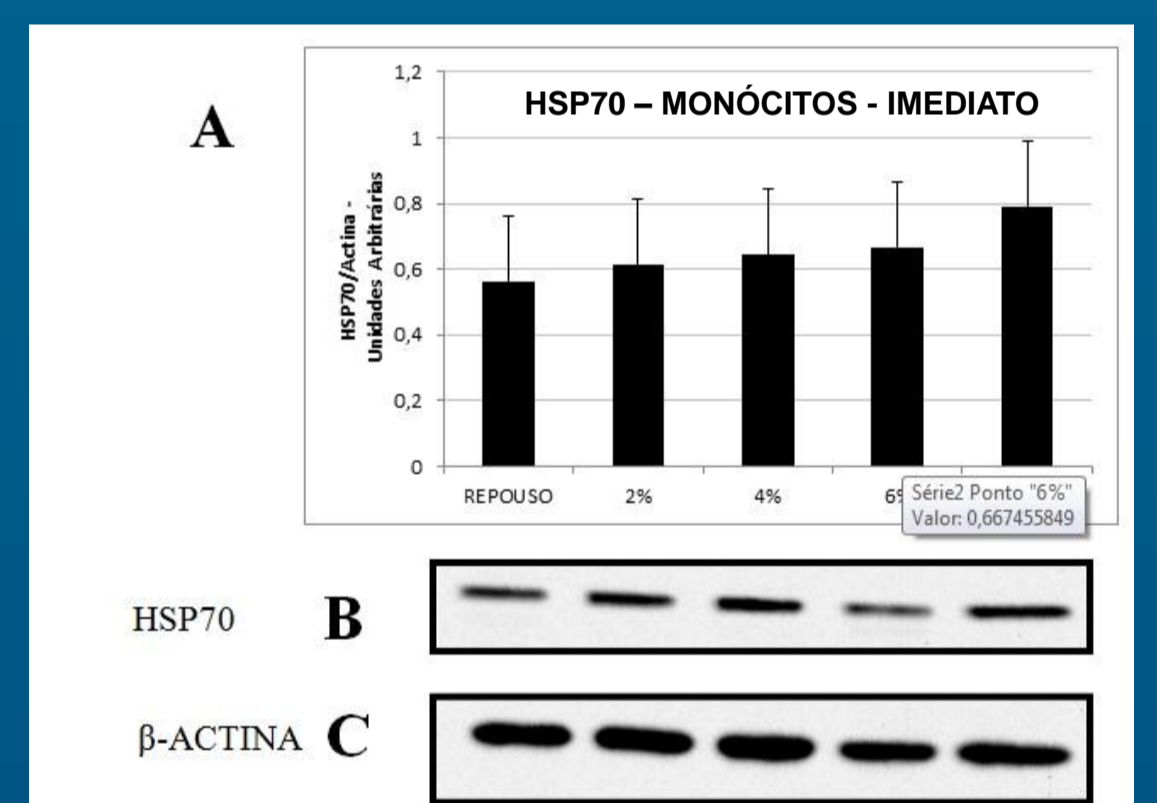 A
HSP70 – MONÓCITOS - IMEDIATO
HSP70/Actina -
Unidades Arbitrárias
1,2
1
0,8
0,6
0,4
0,2
0
REPOUSO 2% 4%
Série2 Ponto "6%"
Valor: 0,667455849
HSP70 B
β-ACTINA C